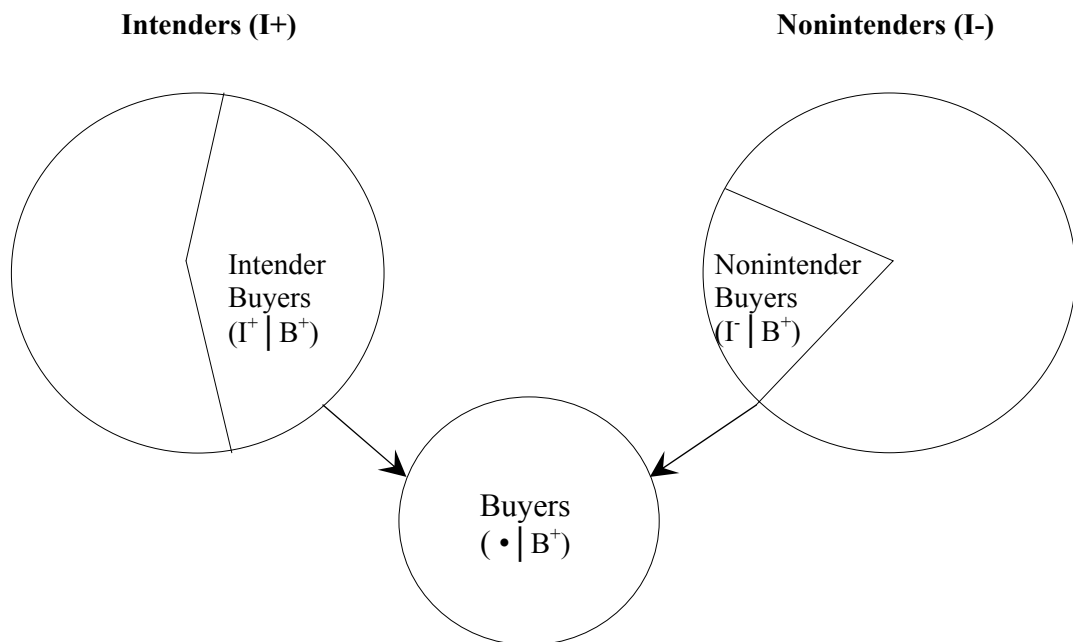 Intenders (I+)
Nonintenders (I-)
Intender
Buyers
(I⁺ | B⁺)
Nonintender
Buyers
(I⁻ | B⁺)
Buyers
( • | B⁺)